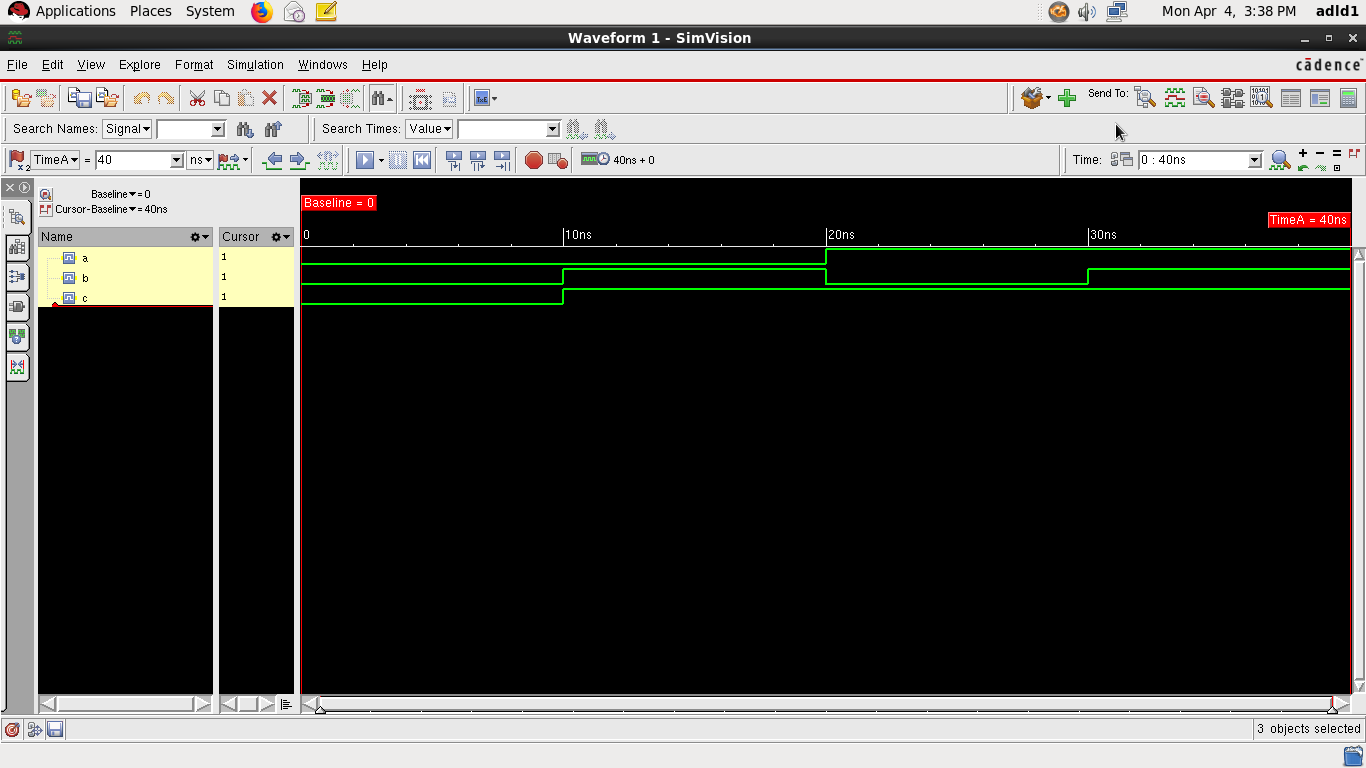 Applications Places System Mon Apr 4, 3:38 PM adld1
Waveform 1 - SimVision
File Edit View Explore Format Simulation Windows Help cādence
Send To:
Search Names: Signal Search Times: Value
x2 TimeA = 40 ns 40ns + 0 Time: 0 : 40ns
Baseline = 0
Cursor-Baseline = 40ns
Baseline = 0
TimeA = 40ns
Name Cursor 0 10ns 20ns 30ns
a 1
b 1
c 1
3 objects selected